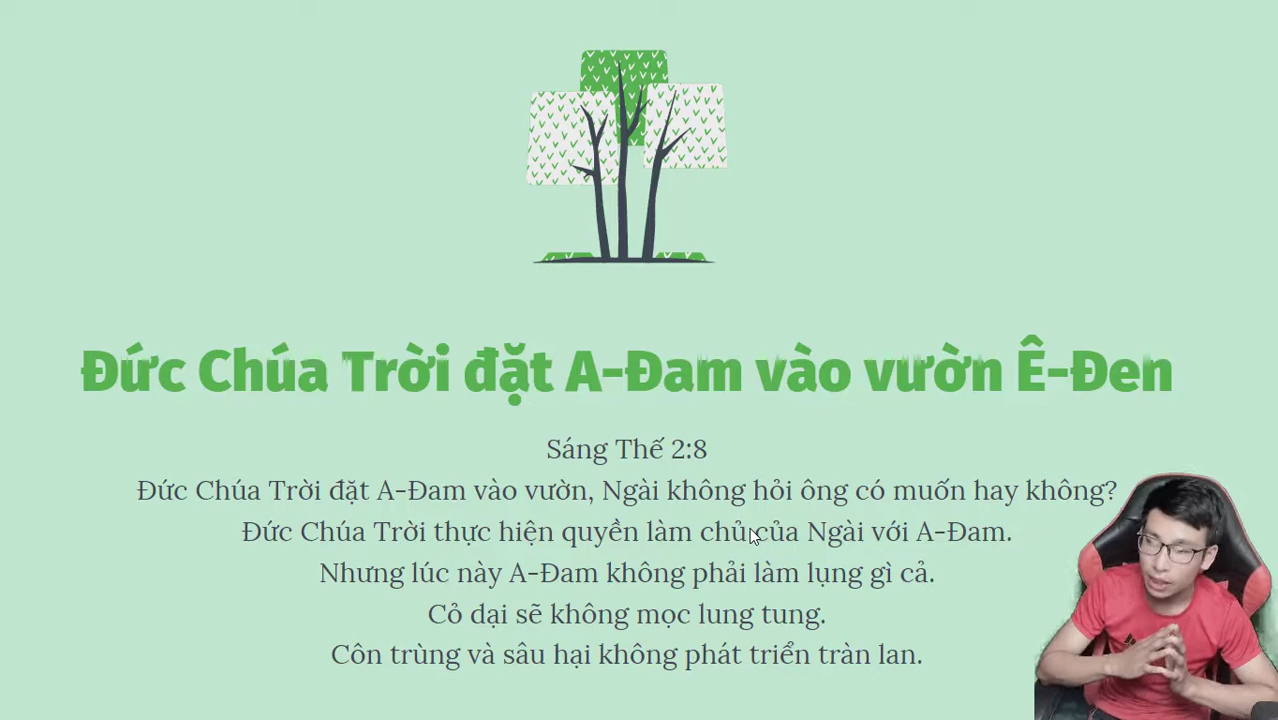 Đức Chúa Trời đặt A-Đam vào vườn Ê-Đen
Sáng Thế 2:8
Đức Chúa Trời đặt A-Đam vào vườn, Ngài không hỏi ông có muốn hay không?
Đức Chúa Trời thực hiện quyền làm chủ của Ngài với A-Đam.
Nhưng lúc này A-Đam không phải làm lụng gì cả.
Cỏ dại sẽ không mọc lung tung.
Côn trùng và sâu hại không phát triển tràn lan.